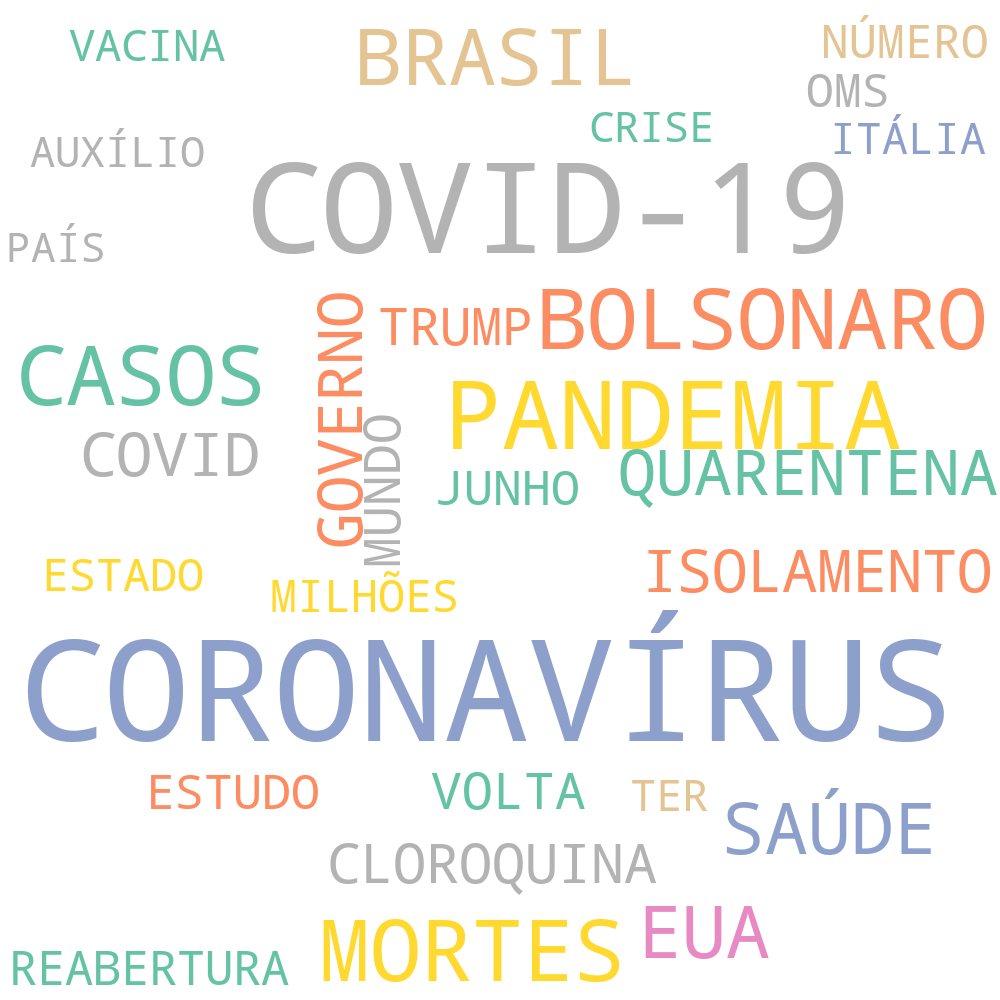 VACINA
BRASIL
NÚMERO
OMS
CRISE
ITÁLIA
AUXÍLIO
COVID-19
PAÍS
GOVERNO
TRUMP
BOLSONARO
CASOS
PANDEMIA
COVID
MUNDO
JUNHO
QUARENTENA
ESTADO
MILHÕES
ISOLAMENTO
CORONAVÍRUS
ESTUDO
VOLTA
TER
SAÚDE
CLOROQUINA
MORTES
EUA
REABERTURA